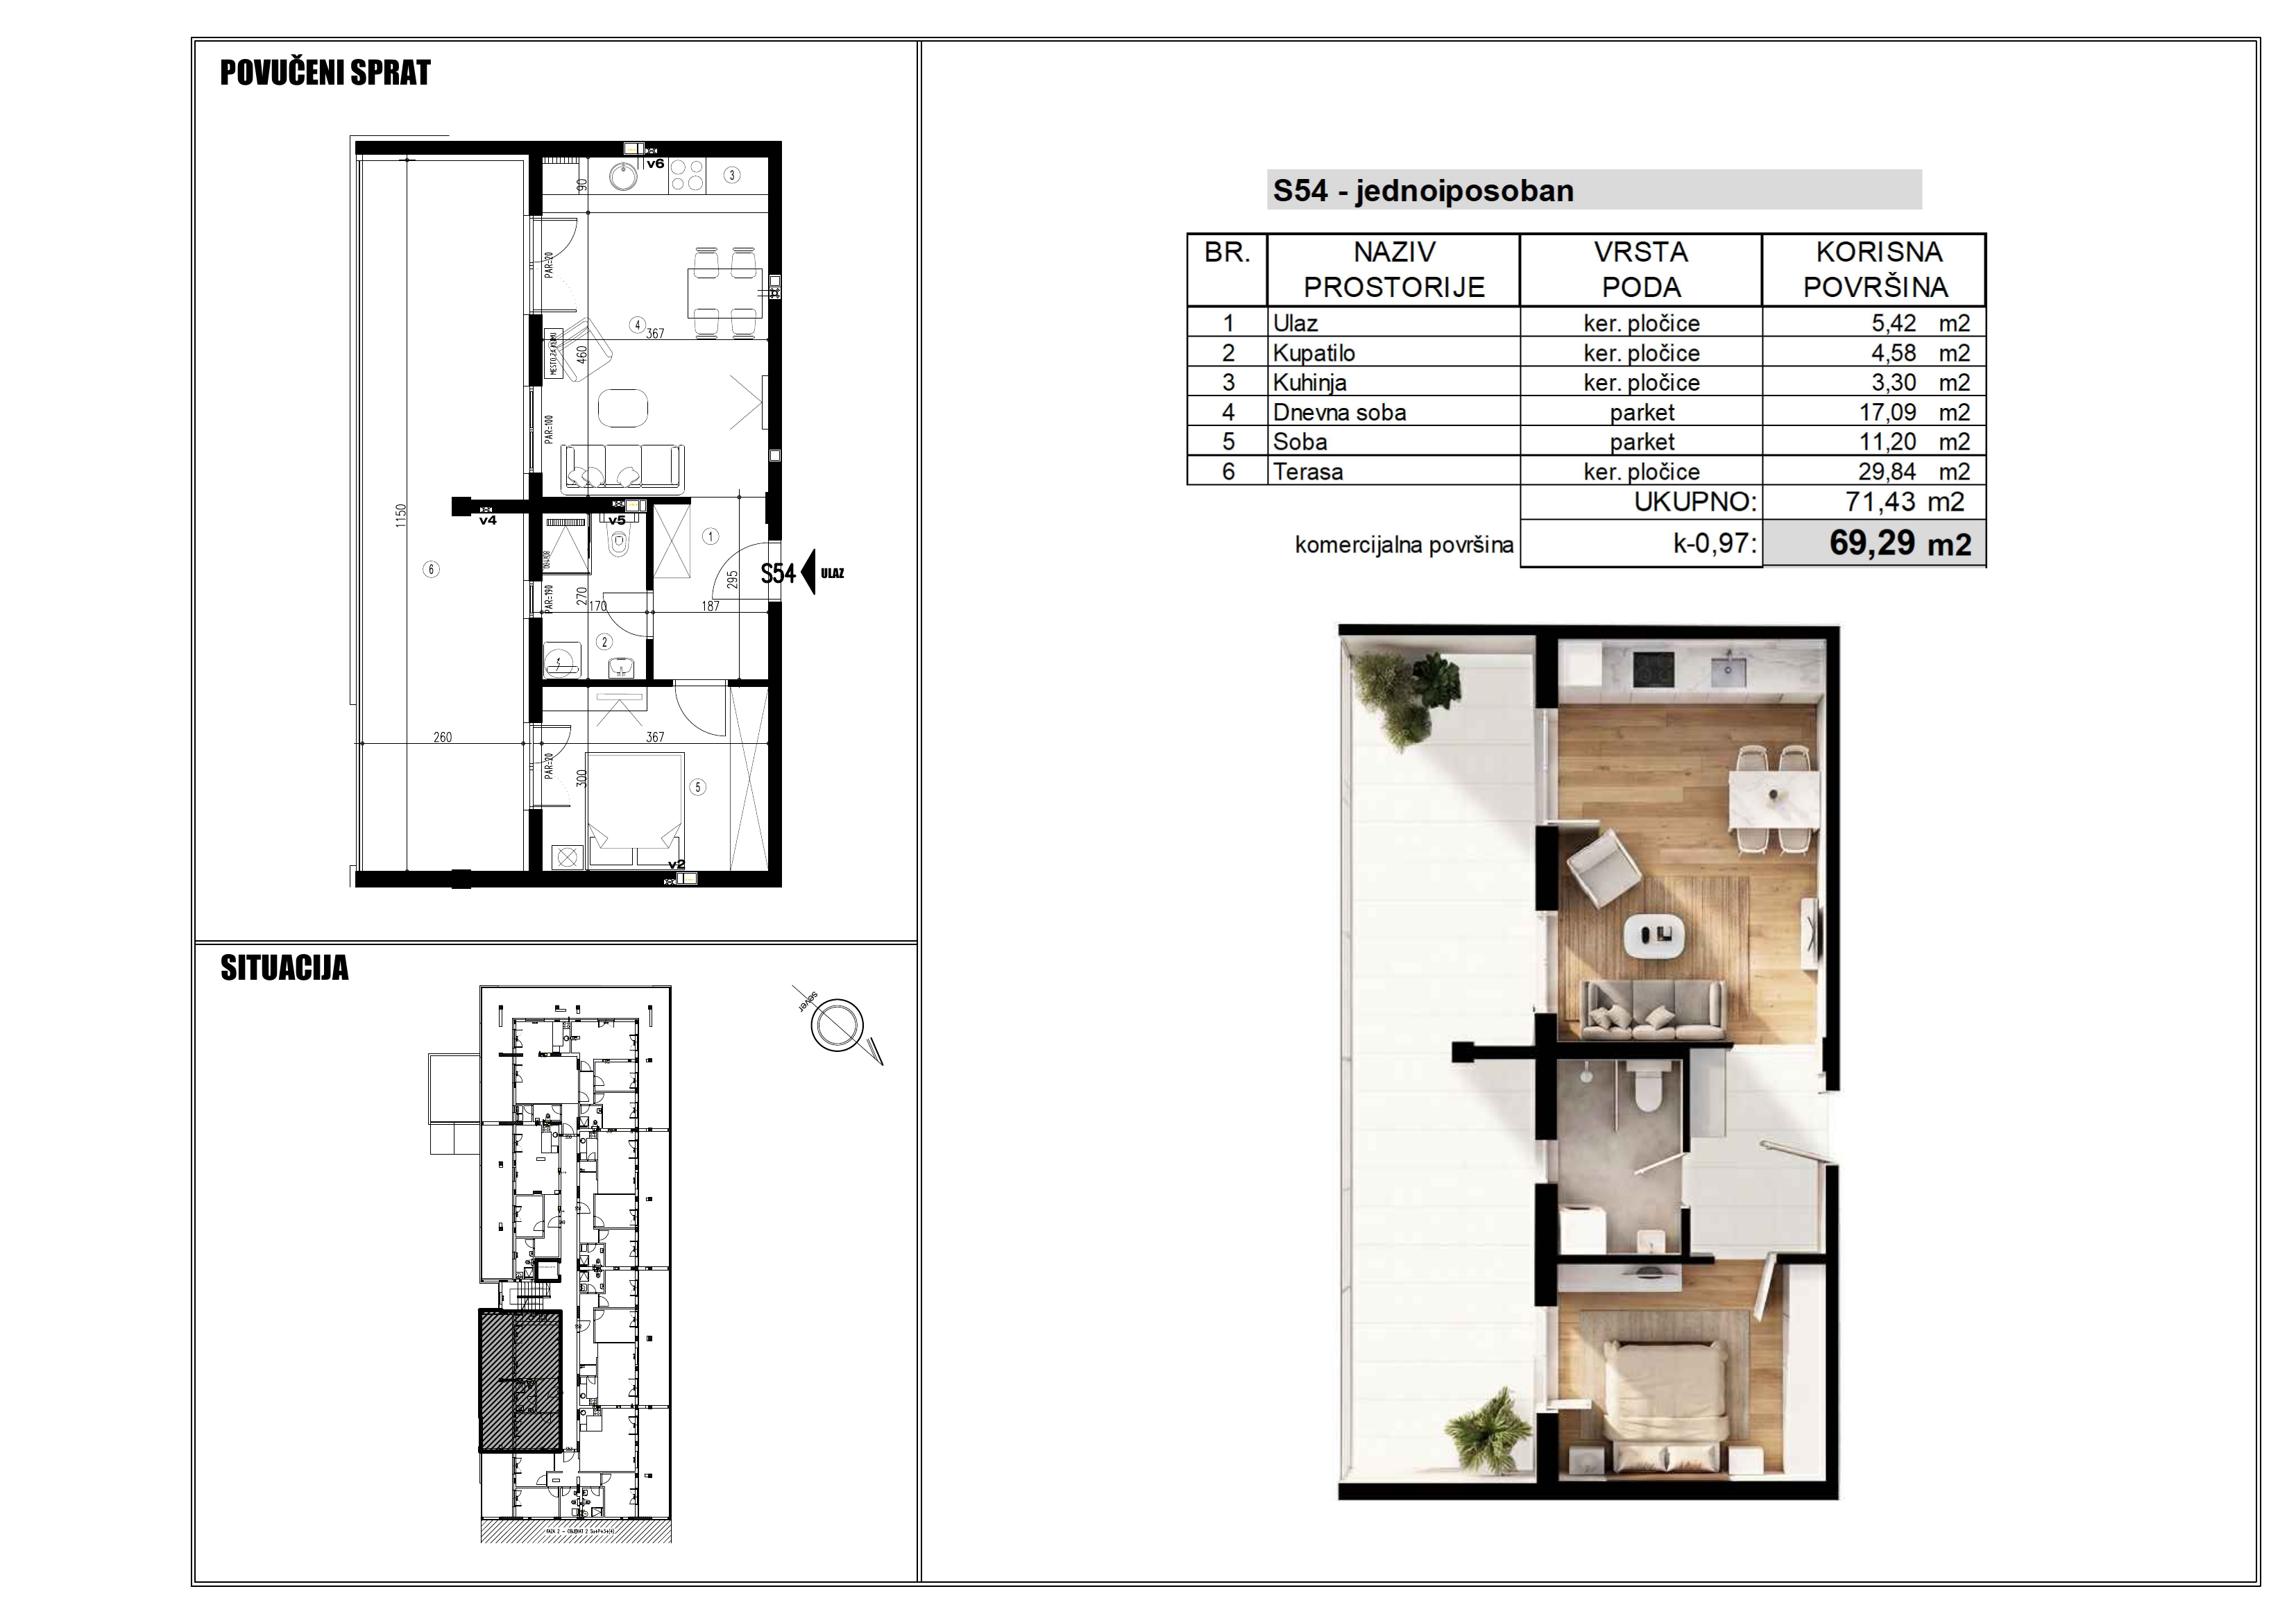 POVUČENI SPRAT
v6
90
3
PAR=20
4
367
460
PAR=100
1150
v4
v5
1
6
S54
ULAZ
295
PAR=190
270
170
187
2
260
367
PAR=20
300
5
v2
SITUACIJA
sever
S54 - jednoiposoban
BR. NAZIV PROSTORIJE VRSTA PODA KORISNA POVRŠINA
1 Ulaz ker. pločice 5,42 m2
2 Kupatilo ker. pločice 4,58 m2
3 Kuhinja ker. pločice 3,30 m2
4 Dnevna soba parket 17,09 m2
5 Soba parket 11,20 m2
6 Terasa ker. pločice 29,84 m2
UKUPNO: 71,43 m2
komercijalna površina k-0,97: 69,29 m2